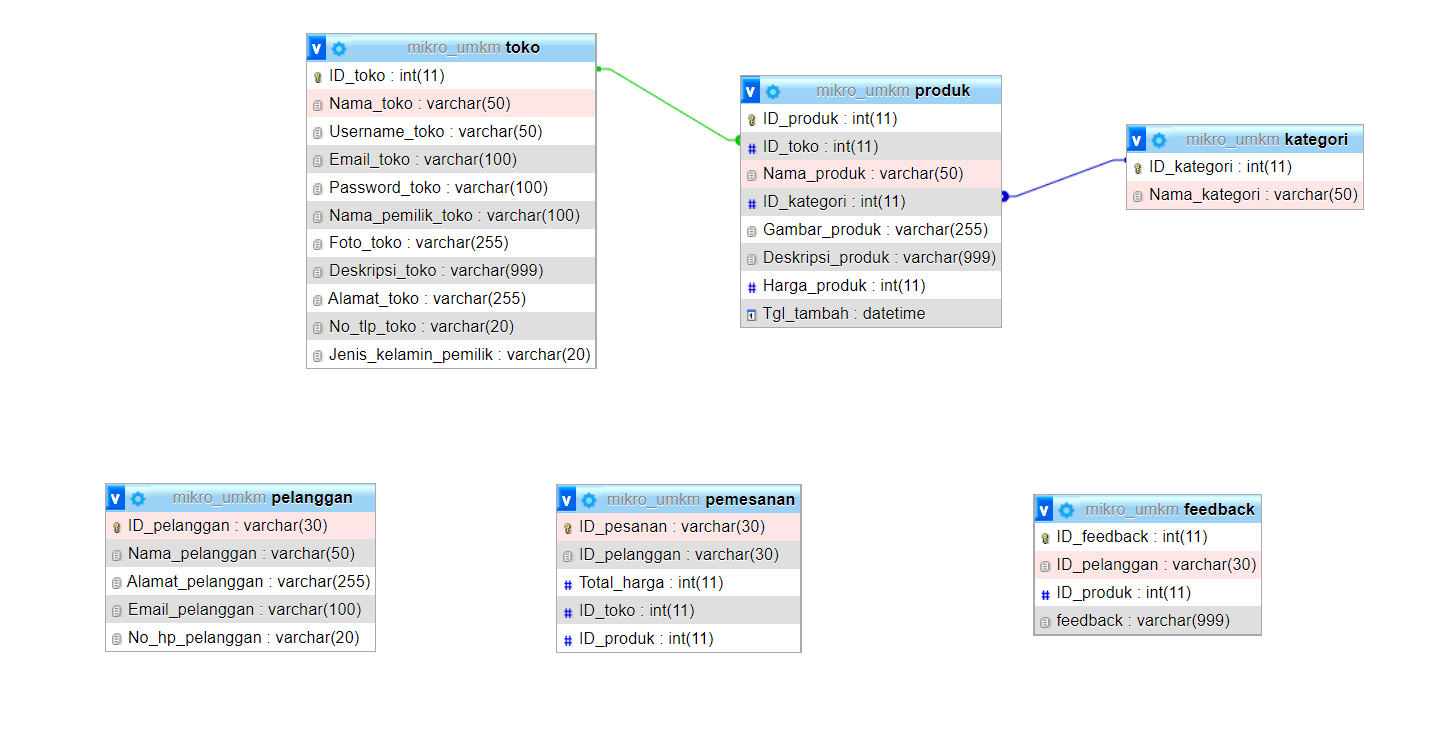 v mikro_umkm toko
ID_toko : int(11)
Nama_toko : varchar(50)
Username_toko : varchar(50)
Email_toko : varchar(100)
Password_toko : varchar(100)
Nama_pemilik_toko : varchar(100)
Foto_toko : varchar(255)
Deskripsi_toko : varchar(999)
Alamat_toko : varchar(255)
No_tlp_toko : varchar(20)
Jenis_kelamin_pemilik : varchar(20)
v mikro_umkm produk
ID_produk : int(11)
# ID_toko : int(11)
Nama_produk : varchar(50)
# ID_kategori : int(11)
Gambar_produk : varchar(255)
Deskripsi_produk : varchar(999)
# Harga_produk : int(11)
Tgl_tambah : datetime
v mikro_umkm kategori
ID_kategori : int(11)
Nama_kategori : varchar(50)
v mikro_umkm pelanggan
ID_pelanggan : varchar(30)
Nama_pelanggan : varchar(50)
Alamat_pelanggan : varchar(255)
Email_pelanggan : varchar(100)
No_hp_pelanggan : varchar(20)
v mikro_umkm pemesanan
ID_pesanan : varchar(30)
ID_pelanggan : varchar(30)
# Total_harga : int(11)
# ID_toko : int(11)
# ID_produk : int(11)
v mikro_umkm feedback
ID_feedback : int(11)
ID_pelanggan : varchar(30)
# ID_produk : int(11)
feedback : varchar(999)